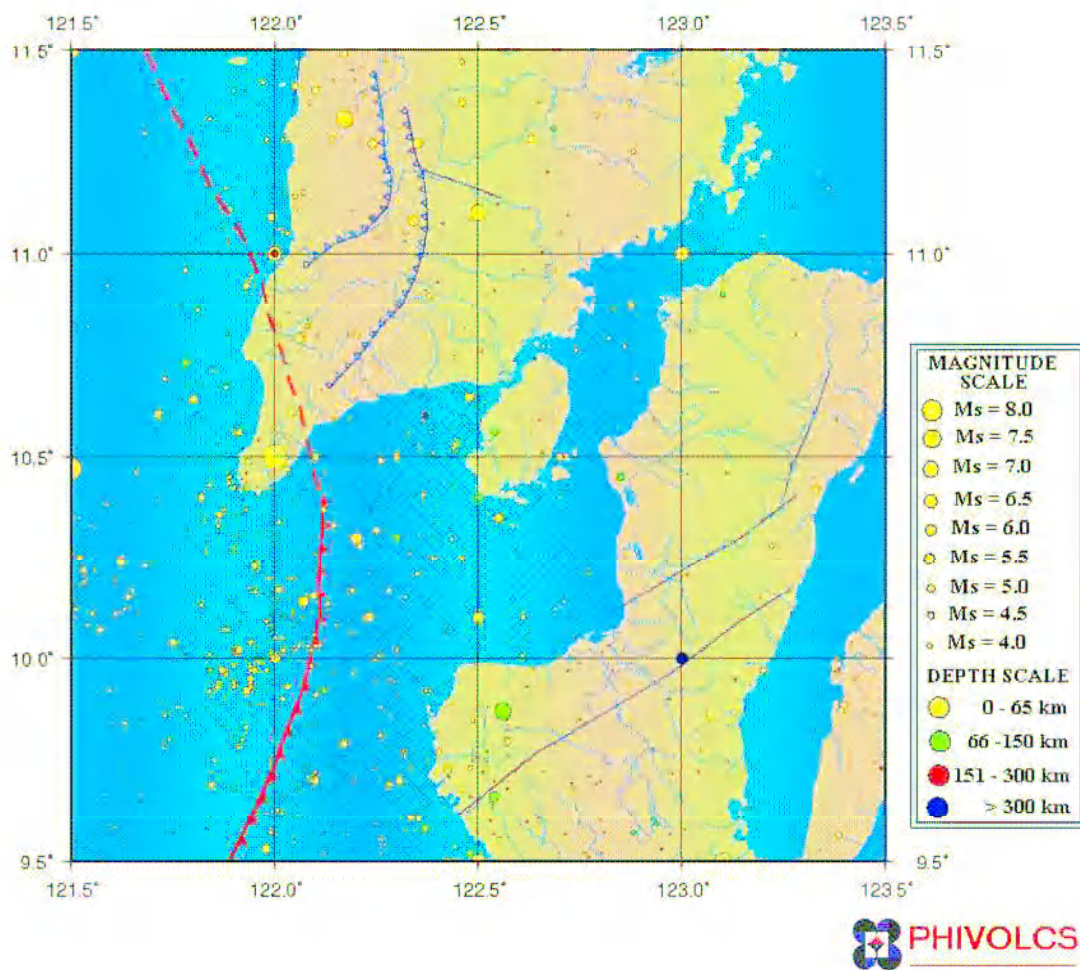 121.5° 122.0° 122.5° 123.0° 123.5°
11.5° 11.5°
11.0° 11.0°
10.5° 10.5°
10.0° 10.0°
9.5° 9.5°
121.5° 122.0° 122.5° 123.0° 123.5°
MAGNITUDE
SCALE
Ms = 8.0
Ms = 7.5
Ms = 7.0
Ms = 6.5
Ms = 6.0
Ms = 5.5
Ms = 5.0
Ms = 4.5
Ms = 4.0
DEPTH SCALE
0 - 65 km
66 -150 km
151 - 300 km
> 300 km
PHIVOLCS